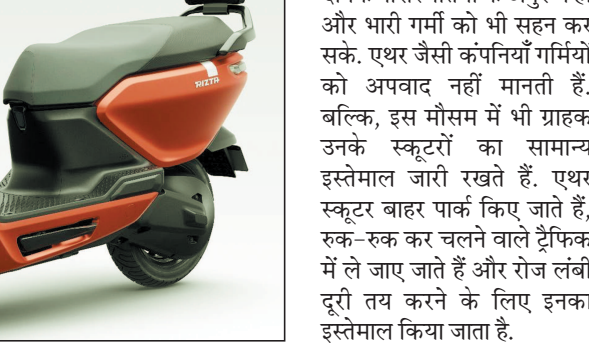 RIZTA
और भारी गर्मी को भी सहन कर
सके. एथर जैसी कंपनियाँ गर्मियों
को अपवाद नहीं मानती हैं.
बल्कि, इस मौसम में भी ग्राहक
उनके स्कूटरों का सामान्य
इस्तेमाल जारी रखते हैं. एथर
स्कूटर बाहर पार्क किए जाते हैं,
रुक-रुक कर चलने वाले ट्रैफिक
में ले जाए जाते हैं और रोज लंबी
दूरी तय करने के लिए इनका
इस्तेमाल किया जाता है.